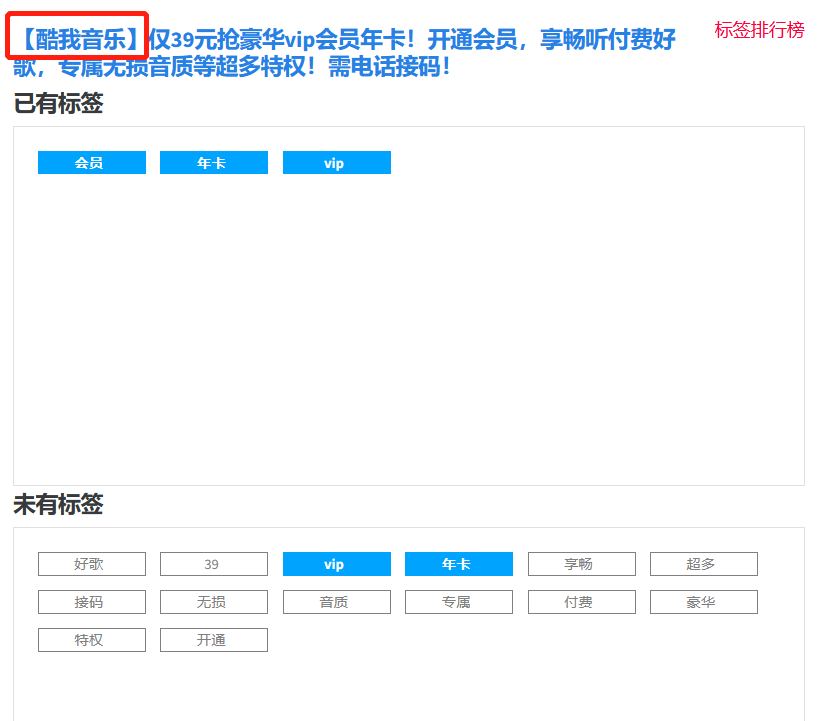 【酷我音乐】仅39元抢豪华vip会员年卡！开通会员，享畅听付费好
歌，专属无损音质等超多特权！需电话接码！
标签排行榜
已有标签
会员 年卡 vip
未有标签
好歌 39 vip 年卡 享畅 超多
接码 无损 音质 专属 付费 豪华
特权 开通